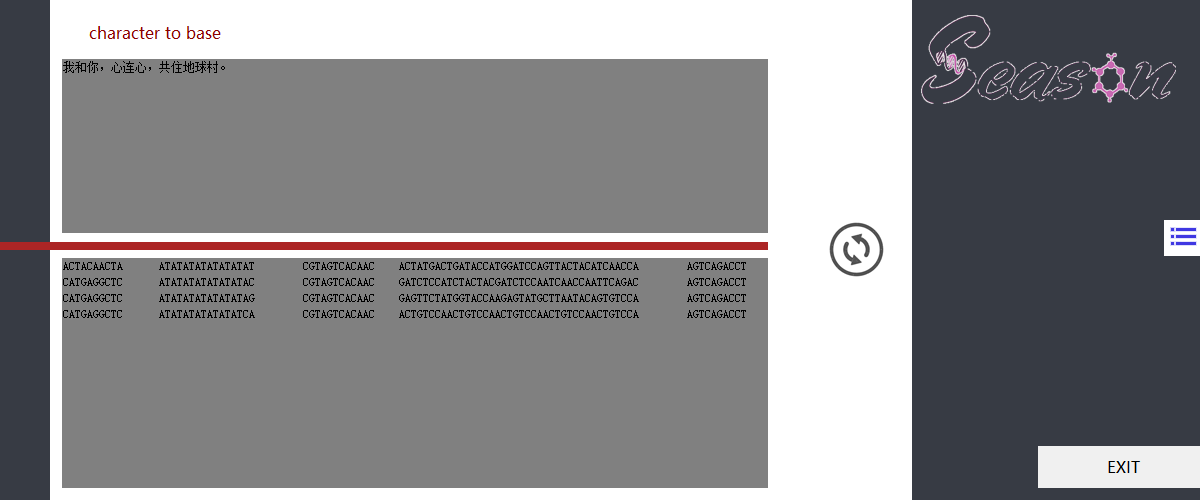 character to base
Season
我和你，心连心，共住地球村。
ACTACAACTA ATATATATATATATAT CGTAGTCACAAC ACTATGACTGATACCATGGATCCAGTTACTACATCAACCA AGTCAGACCT
CATGAGGCTC ATATATATATATATAC CGTAGTCACAAC GATCTCCATCTACTACGATCTCCAATCAACCAATTCAGAC AGTCAGACCT
CATGAGGCTC ATATATATATATATAG CGTAGTCACAAC GAGTTCTATGGTACCAAGAGTATGCTTAATACAGTGTCCA AGTCAGACCT
CATGAGGCTC ATATATATATATATCA CGTAGTCACAAC ACTGTCCAACTGTCCAACTGTCCAACTGTCCAACTGTCCA AGTCAGACCT
EXIT